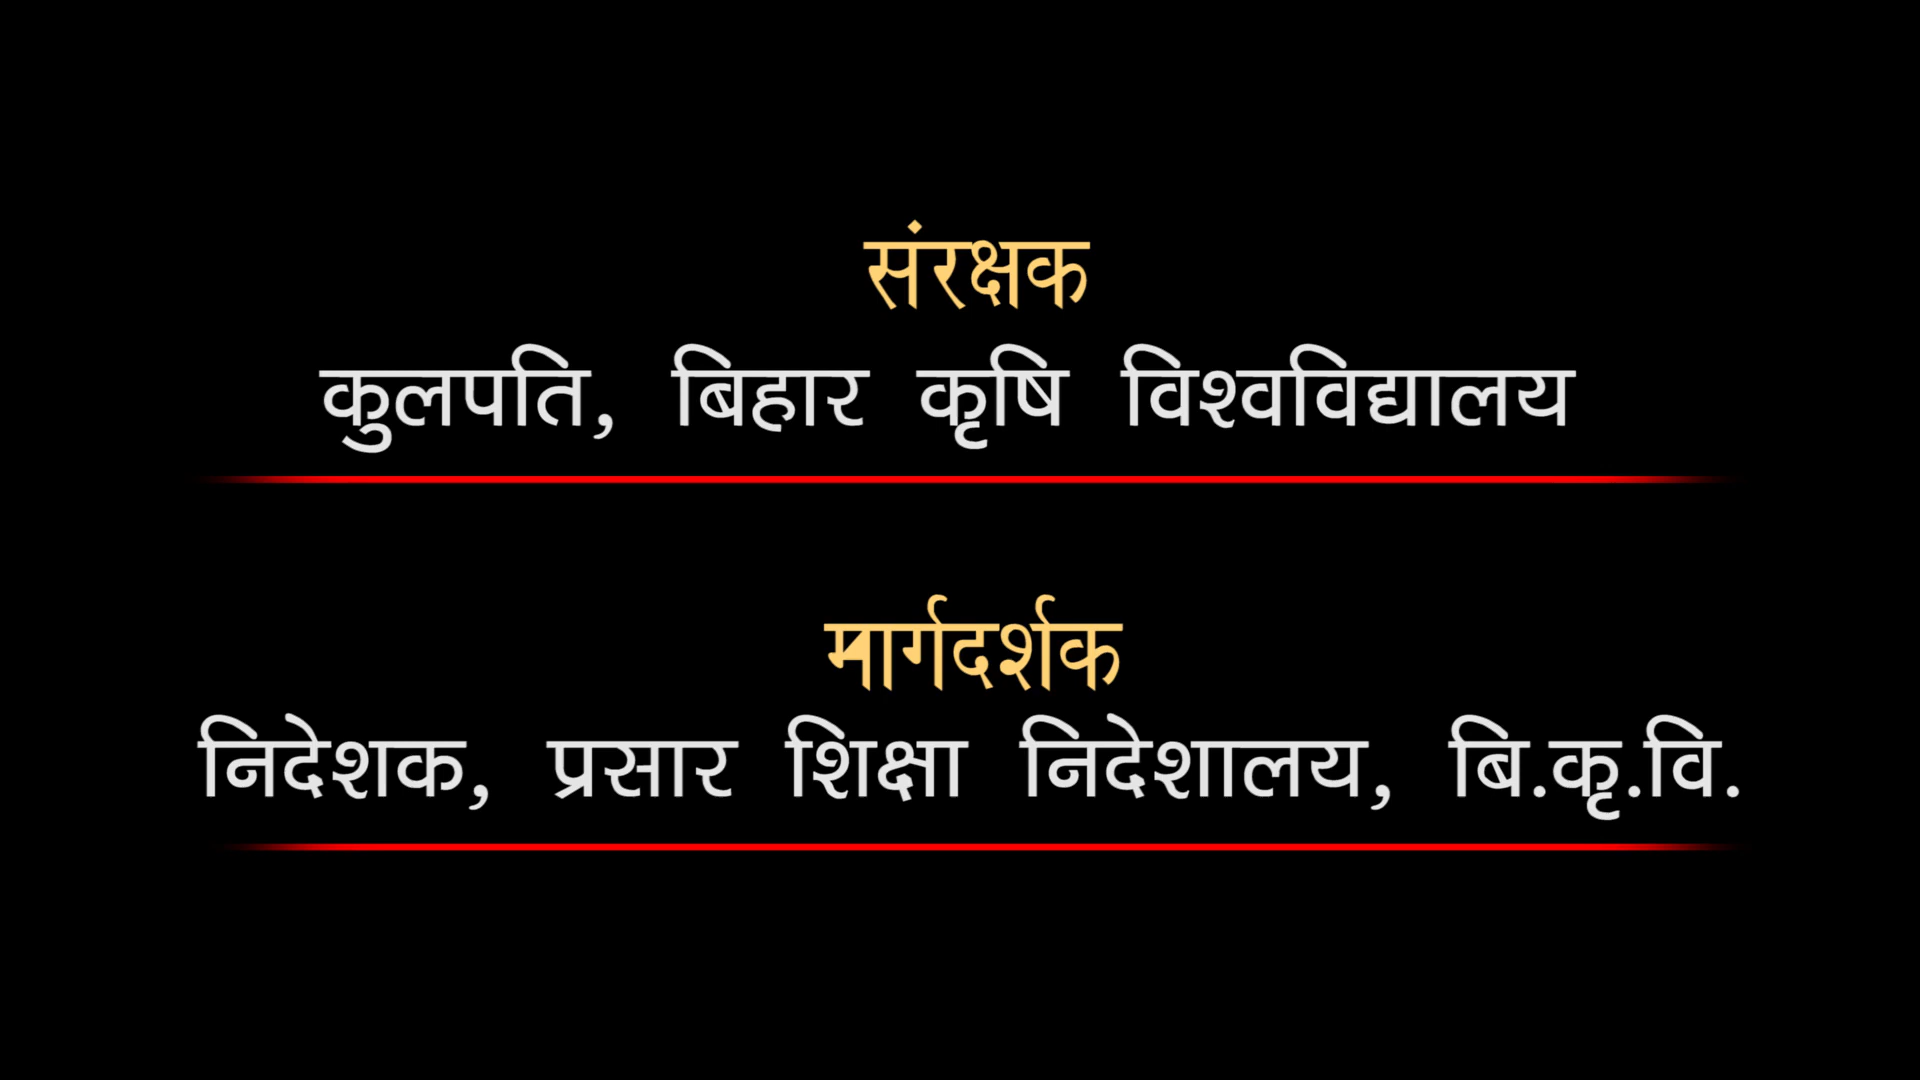 संरक्षक
कुलपति, बिहार कृषि विश्वविद्यालय
मार्गदर्शक
निदेशक, प्रसार शिक्षा निदेशालय, बि.कृ.वि.